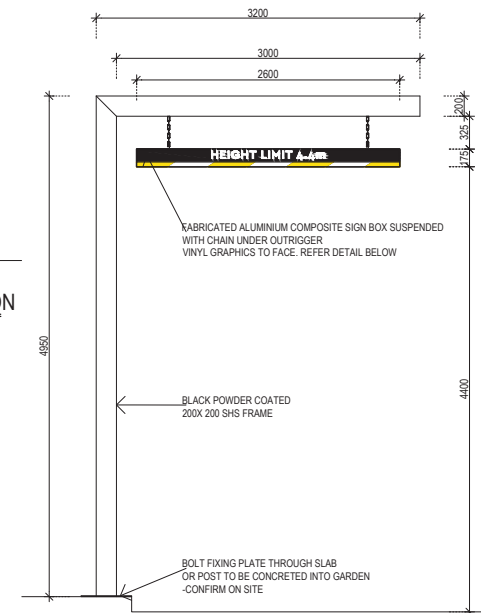 3200
3000
2600
200
325
175
HEIGHT LIMIT 4.4m
FABRICATED ALUMINIUM COMPOSITE SIGN BOX SUSPENDED
WITH CHAIN UNDER OUTRIGGER
VINYL GRAPHICS TO FACE. REFER DETAIL BELOW
ON
4950
4400
BLACK POWDER COATED
200X 200 SHS FRAME
BOLT FIXING PLATE THROUGH SLAB
OR POST TO BE CONCRETED INTO GARDEN
-CONFIRM ON SITE